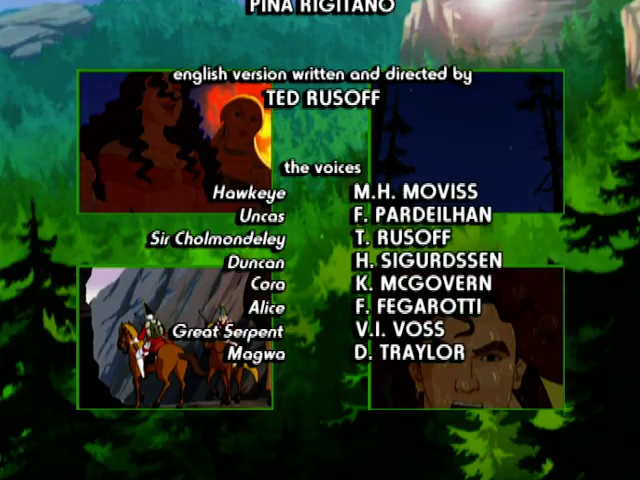 PINA RIGITANO
english version written and directed by
TED RUSOFF
the voices
Hawkeye M.H. MOVISS
Uncas F. PARDEILHAN
Sir Cholmondeley T. RUSOFF
Duncan H. SIGURDSSEN
Cora K. MCGOVERN
Alice F. FEGAROTTI
Great Serpent V.I. VOSS
Magwa D. TRAYLOR